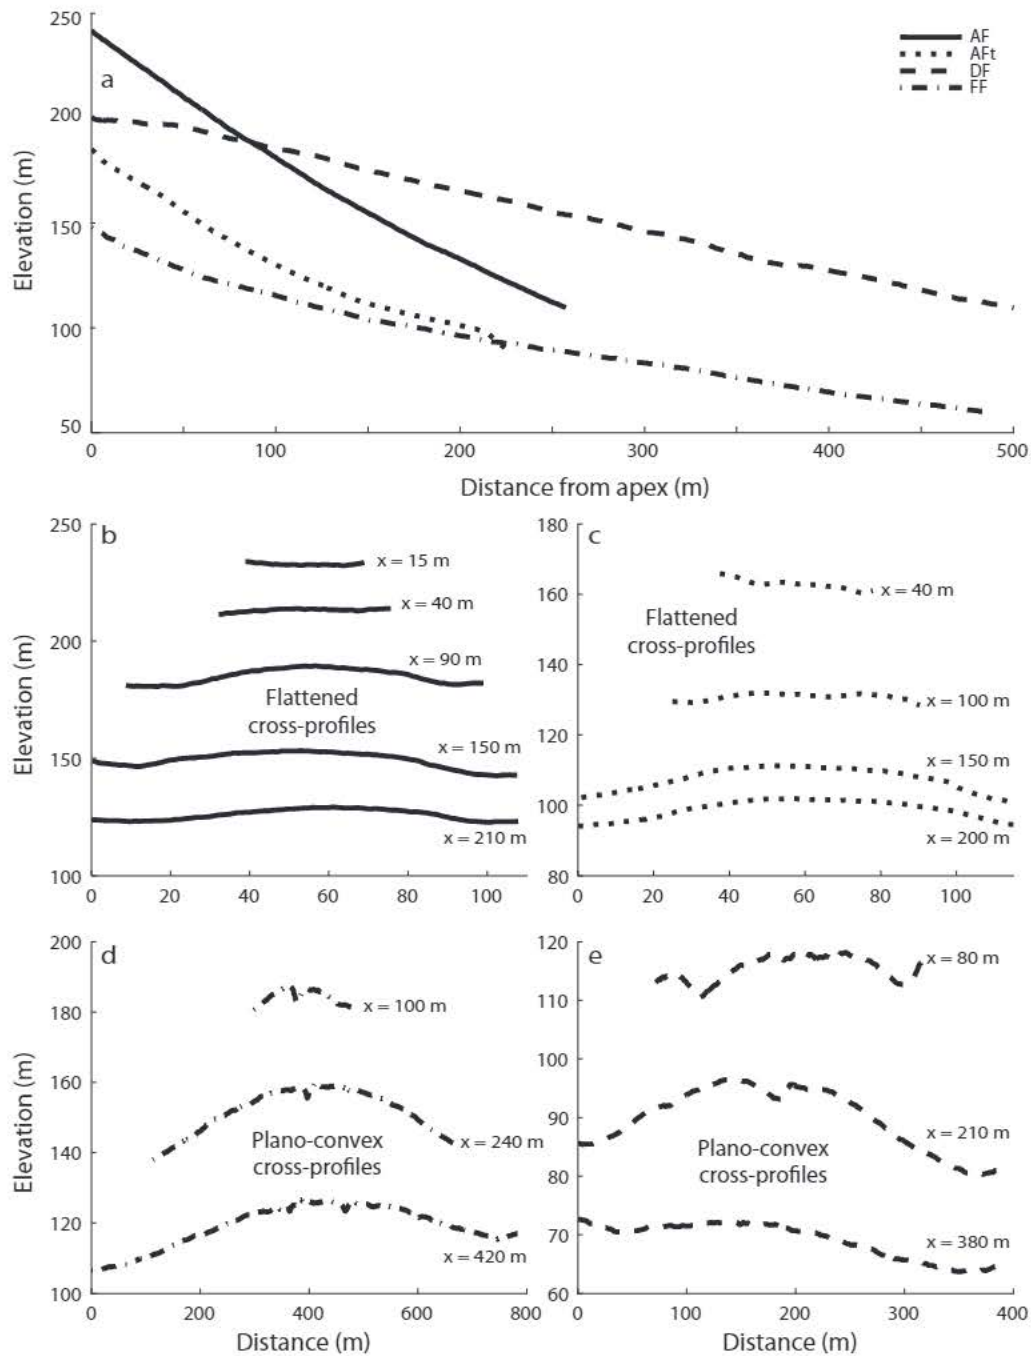 250
200
150
100
50
Elevation (m)
a
AF
AFt
DF
FF
0
100
200
300
400
500
Distance from apex (m)
b
250
200
150
100
Elevation (m)
x = 15 m
x = 40 m
x = 90 m
Flattened
cross-profiles
x = 150 m
x = 210 m
0
20
40
60
80
100
c
180
160
140
120
100
80
x = 40 m
Flattened
cross-profiles
x = 100 m
x = 150 m
x = 200 m
0
20
40
60
80
100
d
200
180
160
140
120
100
Elevation (m)
x = 100 m
x = 240 m
Plano-convex
cross-profiles
x = 420 m
0
200
400
600
800
Distance (m)
e
120
110
100
90
80
70
60
x = 80 m
x = 210 m
Plano-convex
cross-profiles
x = 380 m
0
100
200
300
400
Distance (m)